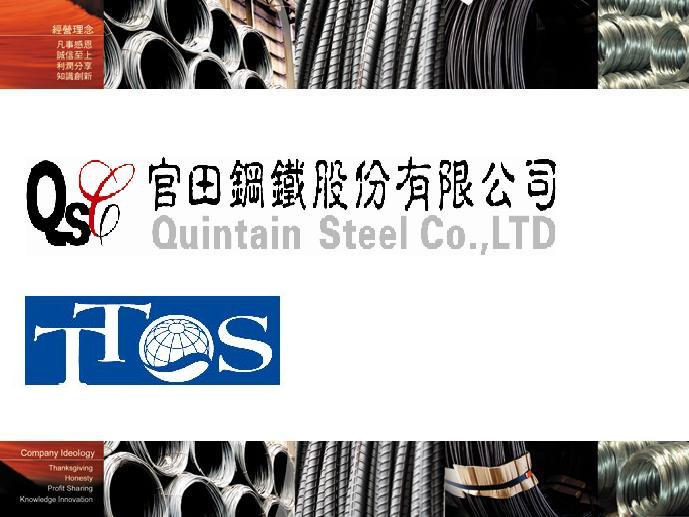 經營理念
凡事感恩
誠信至上
利潤分享
知識創新
QSC 官田鋼鐵股份有限公司
Quintain Steel Co.,LTD
TTQS
Company Ideology
Thanksgiving
Honesty
Profit Sharing
Knowledge Innovation